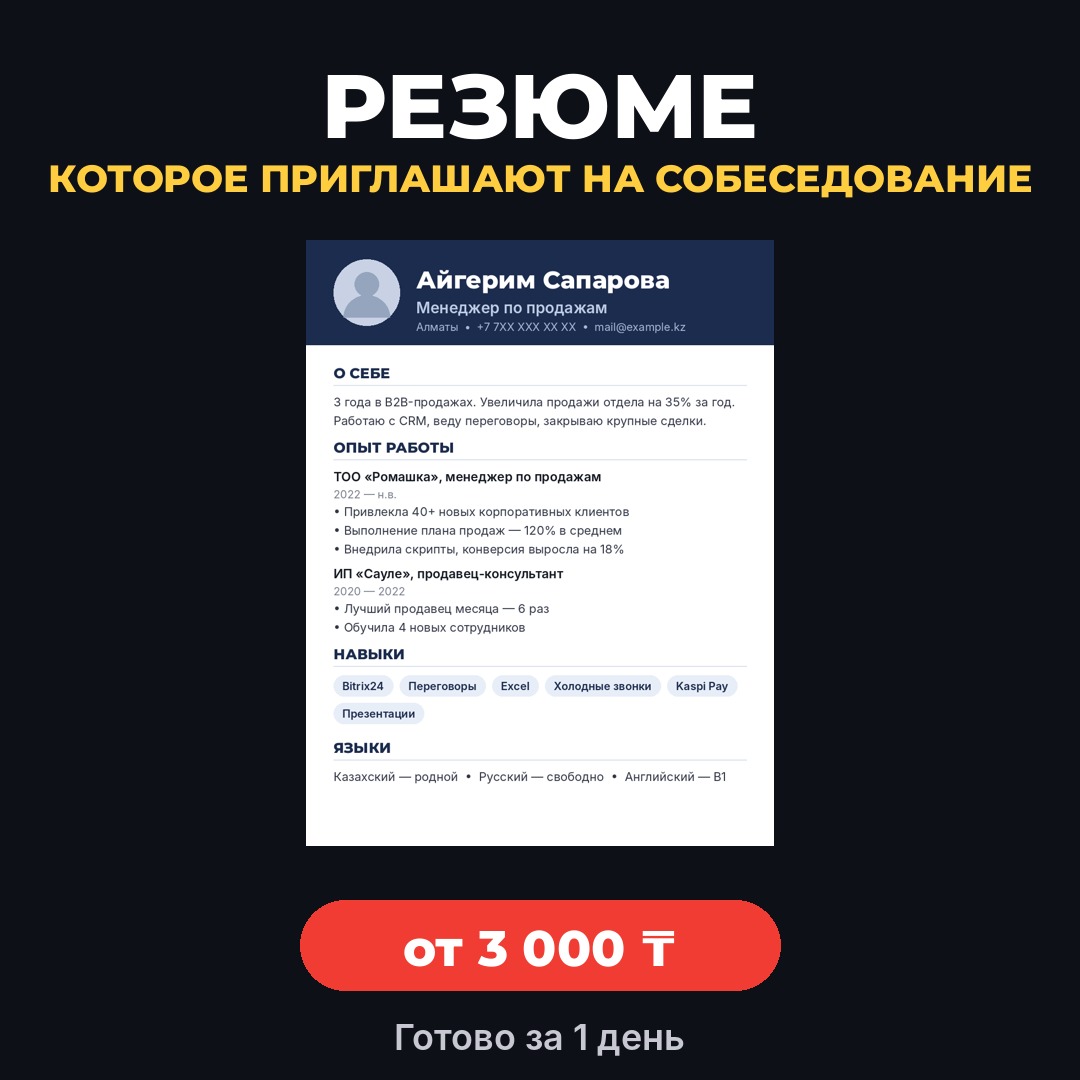 РЕЗЮМЕ
КОТОРОЕ ПРИГЛАШАЮТ НА СОБЕСЕДОВАНИЕ
Айгерим Сапарова
Менеджер по продажам
Алматы • +7 7XX XXX XX XX • mail@example.kz
О СЕБЕ
3 года в B2B-продажах. Увеличила продажи отдела на 35% за год.
Работаю с CRM, веду переговоры, закрываю крупные сделки.
ОПЫТ РАБОТЫ
ТОО «Ромашка», менеджер по продажам
2022 — н.в.
• Привлекла 40+ новых корпоративных клиентов
• Выполнение плана продаж — 120% в среднем
• Внедрила скрипты, конверсия выросла на 18%
ИП «Сауле», продавец-консультант
2020 — 2022
• Лучший продавец месяца — 6 раз
• Обучила 4 новых сотрудников
НАВЫКИ
Bitrix24 Переговоры Excel Холодные звонки Kaspi Pay
Презентации
ЯЗЫКИ
Казахский — родной • Русский — свободно • Английский — B1
от 3 000 ₸
Готово за 1 день